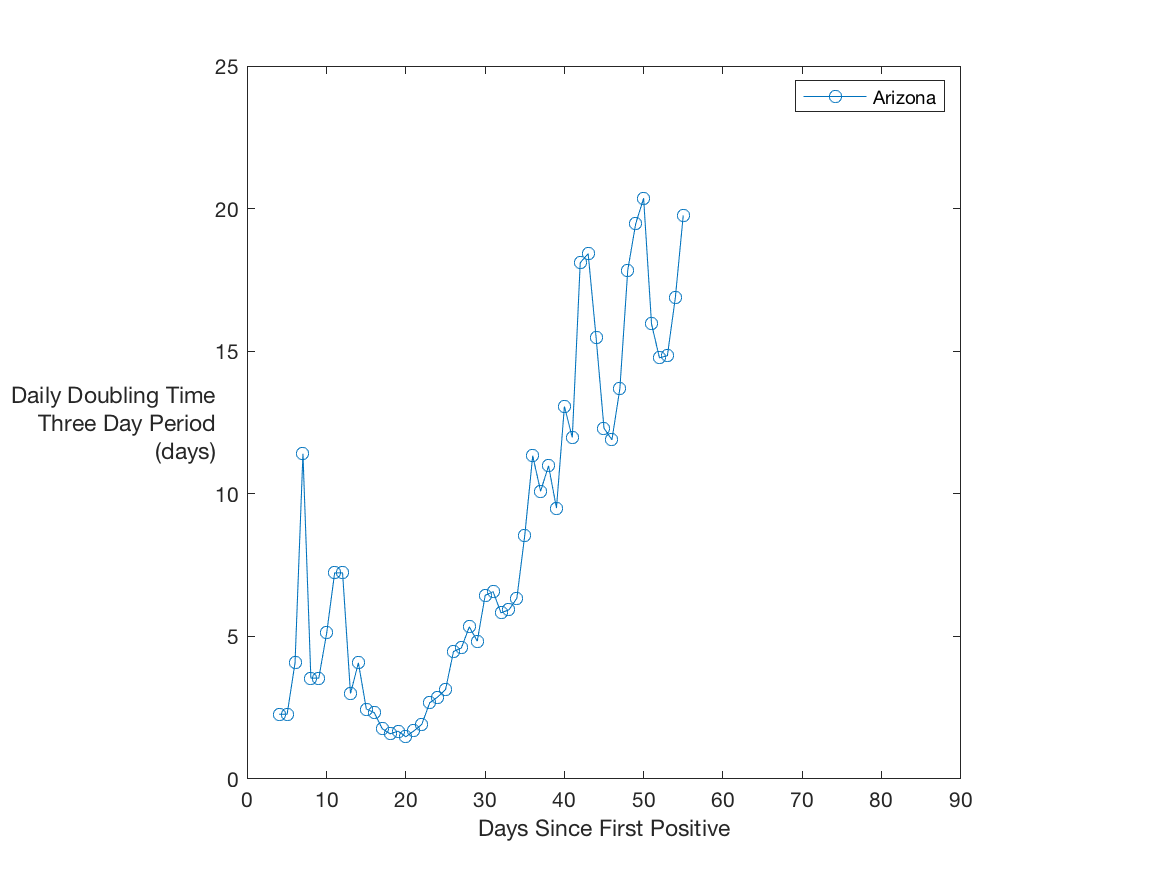 25
20
15
10
5
0
Daily Doubling Time
Three Day Period
(days)
Arizona
0 10 20 30 40 50 60 70 80 90
Days Since First Positive